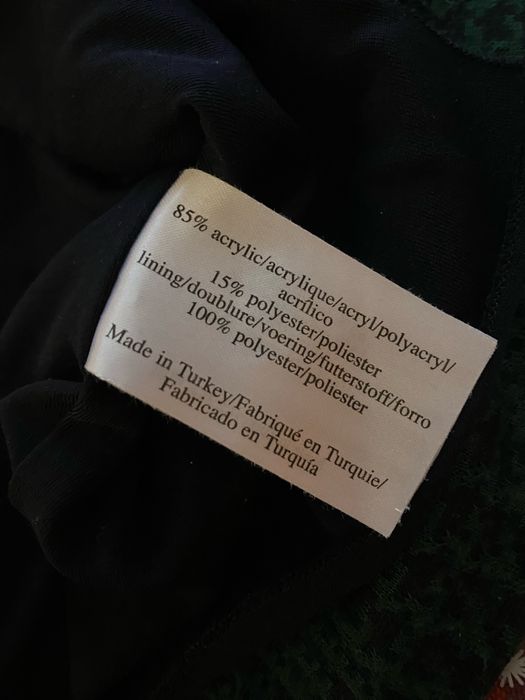 85% acrylic/acrylique/acryl/polyacryl/
acrílico
15% polyester/poliester
lining/doublure/voering/futterstoff/forro
100% polyester/poliester
Made in Turkey/Fabriqué en Turquie/
Fabricado en Turquía